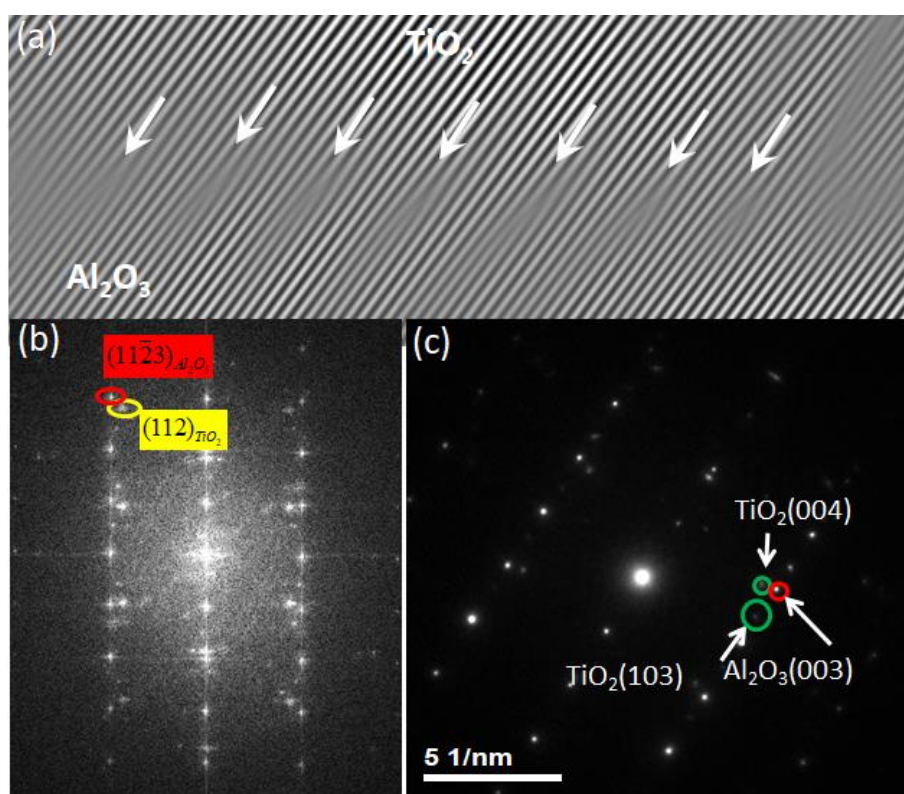 (a)
TiO₂
Al₂O₃
(b)
(112̄3)Al₂O₃
(112)TiO₂
(c)
TiO₂(004)
TiO₂(103)
Al₂O₃(003)
5 1/nm